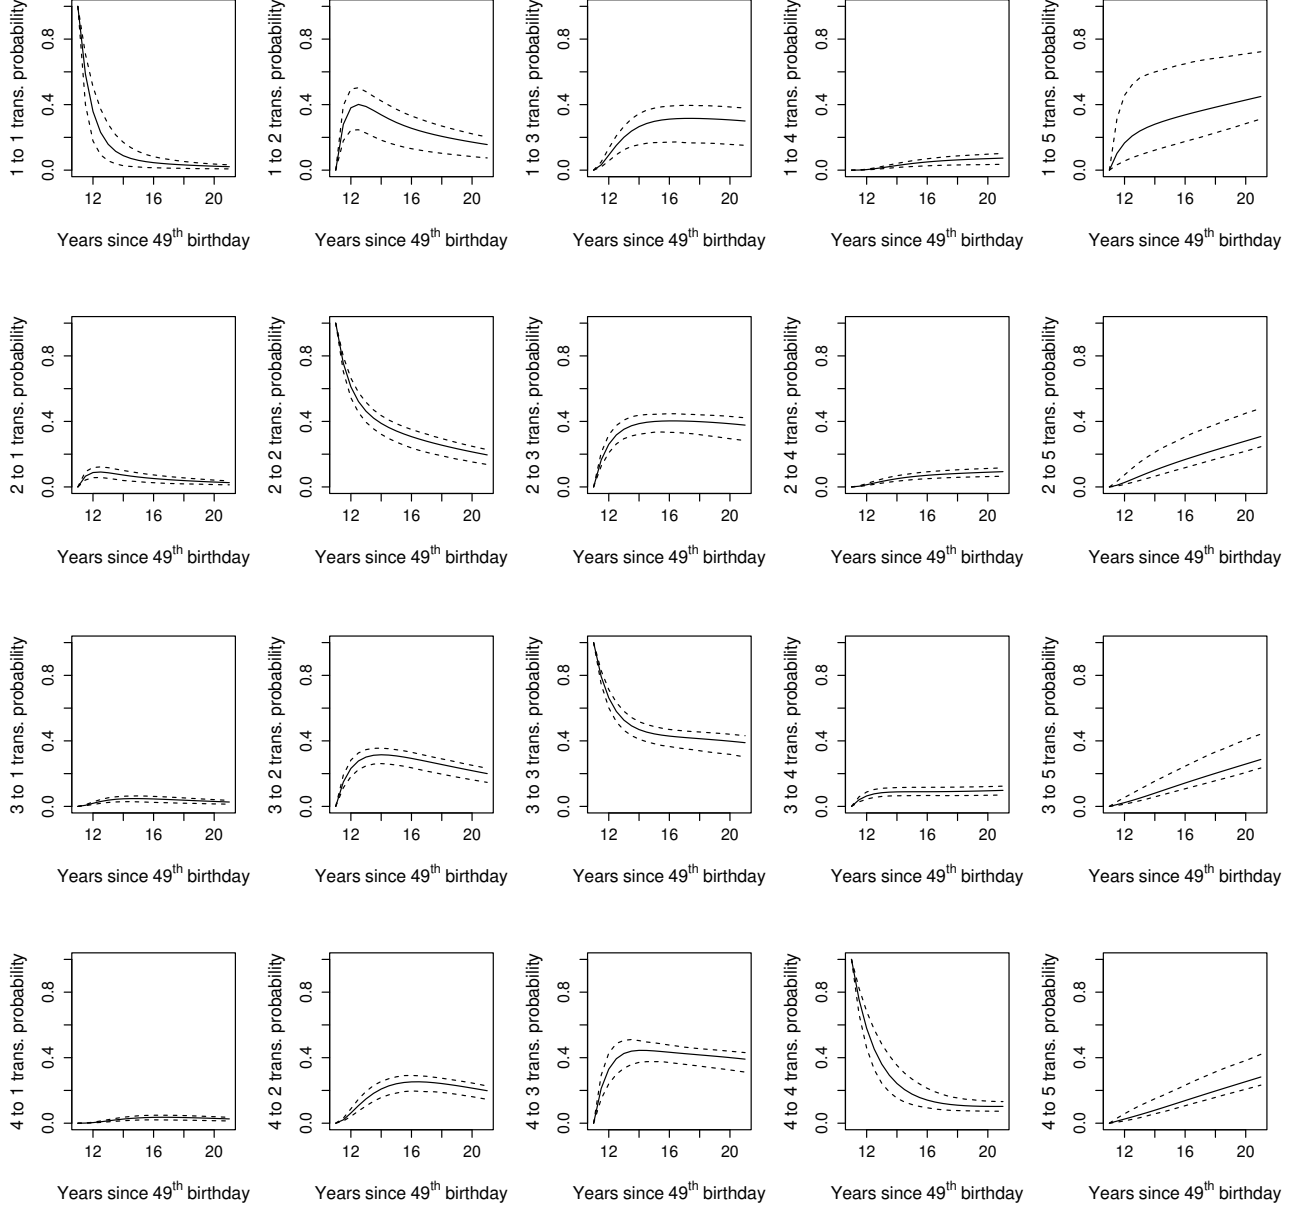 1 to 1 trans. probability
0.0 0.4 0.8
12 16 20
Years since 49th birthday
1 to 2 trans. probability
0.0 0.4 0.8
12 16 20
Years since 49th birthday
1 to 3 trans. probability
0.0 0.4 0.8
12 16 20
Years since 49th birthday
1 to 4 trans. probability
0.0 0.4 0.8
12 16 20
Years since 49th birthday
1 to 5 trans. probability
0.0 0.4 0.8
12 16 20
Years since 49th birthday
2 to 1 trans. probability
0.0 0.4 0.8
12 16 20
Years since 49th birthday
2 to 2 trans. probability
0.0 0.4 0.8
12 16 20
Years since 49th birthday
2 to 3 trans. probability
0.0 0.4 0.8
12 16 20
Years since 49th birthday
2 to 4 trans. probability
0.0 0.4 0.8
12 16 20
Years since 49th birthday
2 to 5 trans. probability
0.0 0.4 0.8
12 16 20
Years since 49th birthday
3 to 1 trans. probability
0.0 0.4 0.8
12 16 20
Years since 49th birthday
3 to 2 trans. probability
0.0 0.4 0.8
12 16 20
Years since 49th birthday
3 to 3 trans. probability
0.0 0.4 0.8
12 16 20
Years since 49th birthday
3 to 4 trans. probability
0.0 0.4 0.8
12 16 20
Years since 49th birthday
3 to 5 trans. probability
0.0 0.4 0.8
12 16 20
Years since 49th birthday
4 to 1 trans. probability
0.0 0.4 0.8
12 16 20
Years since 49th birthday
4 to 2 trans. probability
0.0 0.4 0.8
12 16 20
Years since 49th birthday
4 to 3 trans. probability
0.0 0.4 0.8
12 16 20
Years since 49th birthday
4 to 4 trans. probability
0.0 0.4 0.8
12 16 20
Years since 49th birthday
4 to 5 trans. probability
0.0 0.4 0.8
12 16 20
Years since 49th birthday